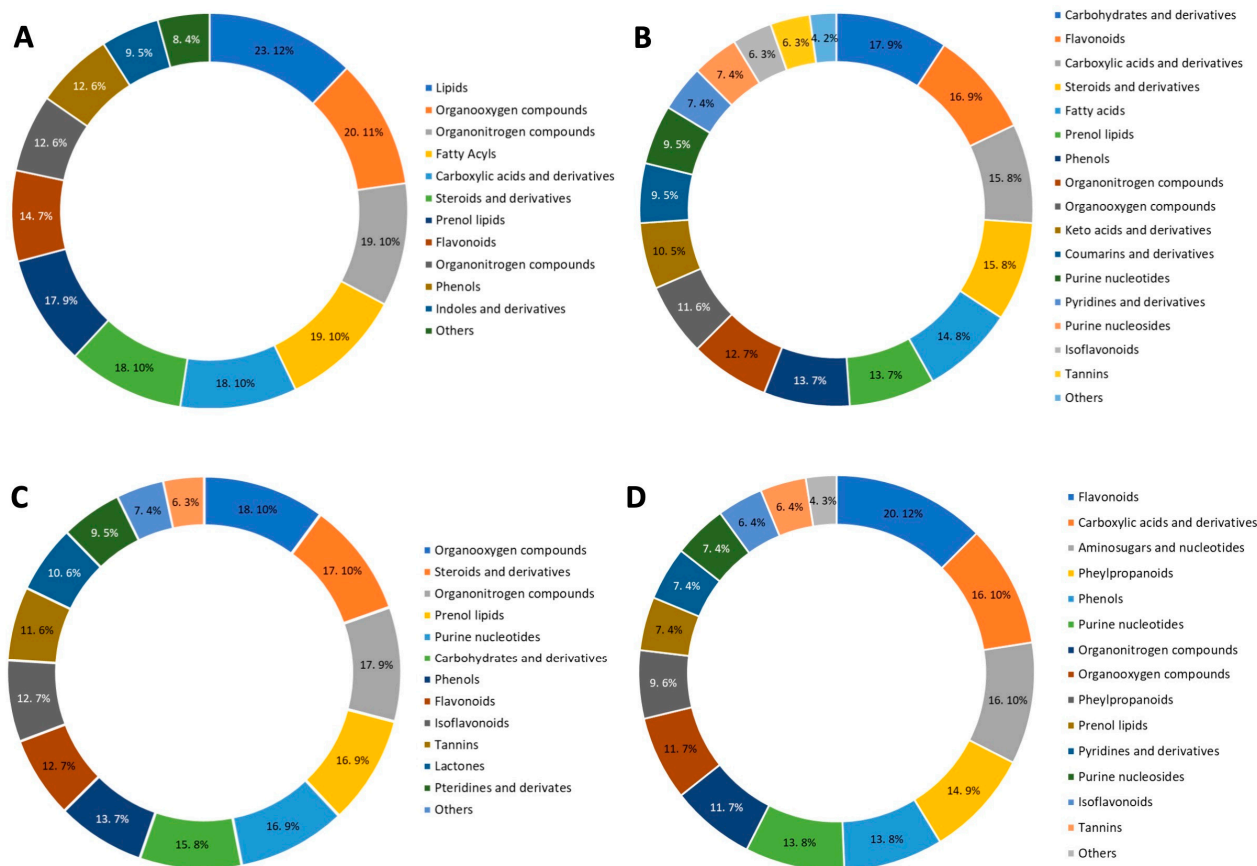 A
23. 12%
20. 11%
19. 10%
19. 10%
18. 10%
18. 10%
17. 9%
14. 7%
12. 6%
12. 6%
9. 5%
8. 4%
Lipids
Organooxygen compounds
Organonitrogen compounds
Fatty Acyls
Carboxylic acids and derivatives
Steroids and derivatives
Prenol lipids
Flavonoids
Organonitrogen compounds
Phenols
Indoles and derivatives
Others
B
17. 9%
16. 9%
15. 8%
15. 8%
14. 8%
13. 7%
13. 7%
12. 7%
11. 6%
10. 5%
9. 5%
9. 5%
7. 4%
7. 4%
6. 3%
6. 3%
4. 2%
Carbohydrates and derivatives
Flavonoids
Carboxylic acids and derivatives
Steroids and derivatives
Fatty acids
Prenol lipids
Phenols
Organonitrogen compounds
Organooxygen compounds
Keto acids and derivatives
Coumarins and derivatives
Purine nucleotides
Pyridines and derivatives
Purine nucleosides
Isoflavonoids
Tannins
Others
C
18. 10%
17. 10%
17. 9%
16. 9%
16. 9%
15. 8%
13. 7%
12. 7%
12. 7%
11. 6%
10. 6%
9. 5%
7. 4%
6. 3%
Organooxygen compounds
Steroids and derivatives
Organonitrogen compounds
Prenol lipids
Purine nucleotides
Carbohydrates and derivatives
Phenols
Flavonoids
Isoflavonoids
Tannins
Lactones
Pteridines and derivates
Others
D
20. 12%
16. 10%
16. 10%
14. 9%
13. 8%
13. 8%
11. 7%
11. 7%
9. 6%
7. 4%
7. 4%
7. 4%
6. 4%
6. 4%
4. 3%
Flavonoids
Carboxylic acids and derivatives
Aminosugars and nucleotides
Pheylpropanoids
Phenols
Purine nucleotides
Organonitrogen compounds
Organooxygen compounds
Pheylpropanoids
Prenol lipids
Pyridines and derivatives
Purine nucleosides
Isoflavonoids
Tannins
Others